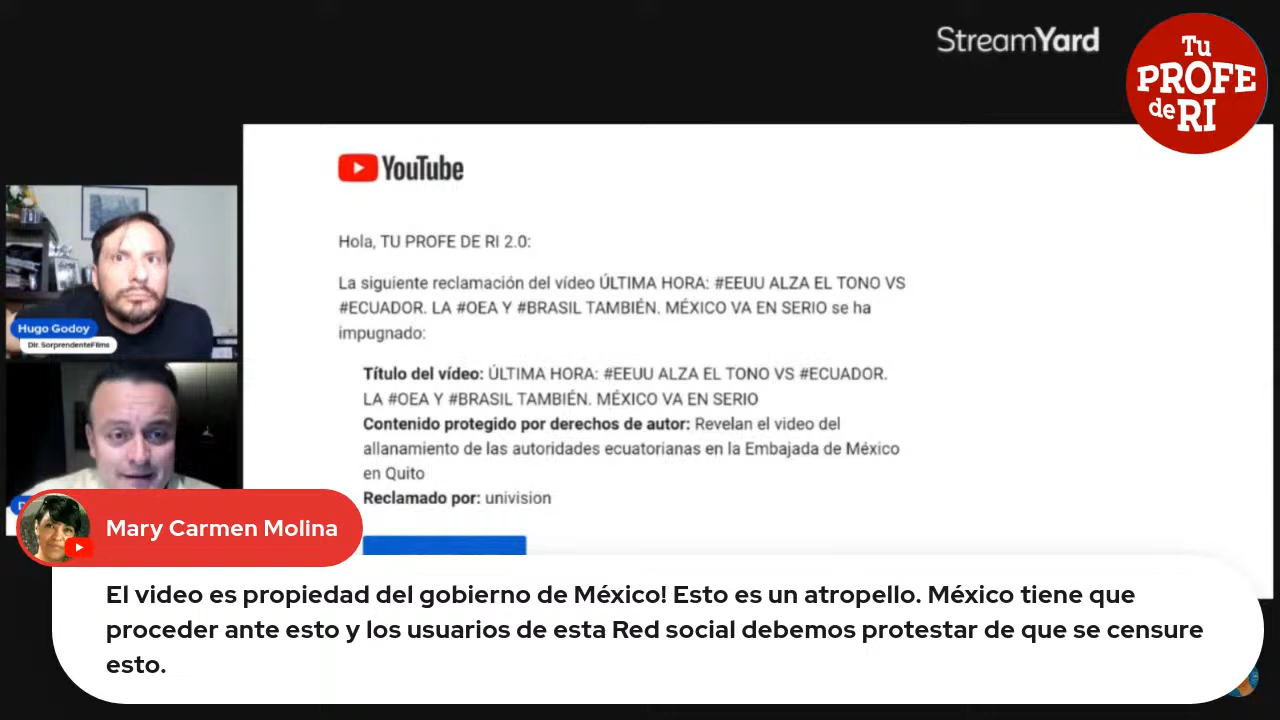 StreamYard
Tu
PROFE
de RI
YouTube
Hola, TU PROFE DE RI 2.0:
La siguiente reclamación del vídeo ÚLTIMA HORA: #EEUU ALZA EL TONO VS
#ECUADOR. LA #OEA Y #BRASIL TAMBIÉN. MÉXICO VA EN SERIO se ha
impugnado:
Título del vídeo: ÚLTIMA HORA: #EEUU ALZA EL TONO VS #ECUADOR.
LA #OEA Y #BRASIL TAMBIÉN. MÉXICO VA EN SERIO
Contenido protegido por derechos de autor: Revelan el video del
allanamiento de las autoridades ecuatorianas en la Embajada de México
en Quito
Reclamado por: univision
Hugo Godoy
Dir. SorprendenteFilms
Mary Carmen Molina
El video es propiedad del gobierno de México! Esto es un atropello. México tiene que
proceder ante esto y los usuarios de esta Red social debemos protestar de que se censure
esto.